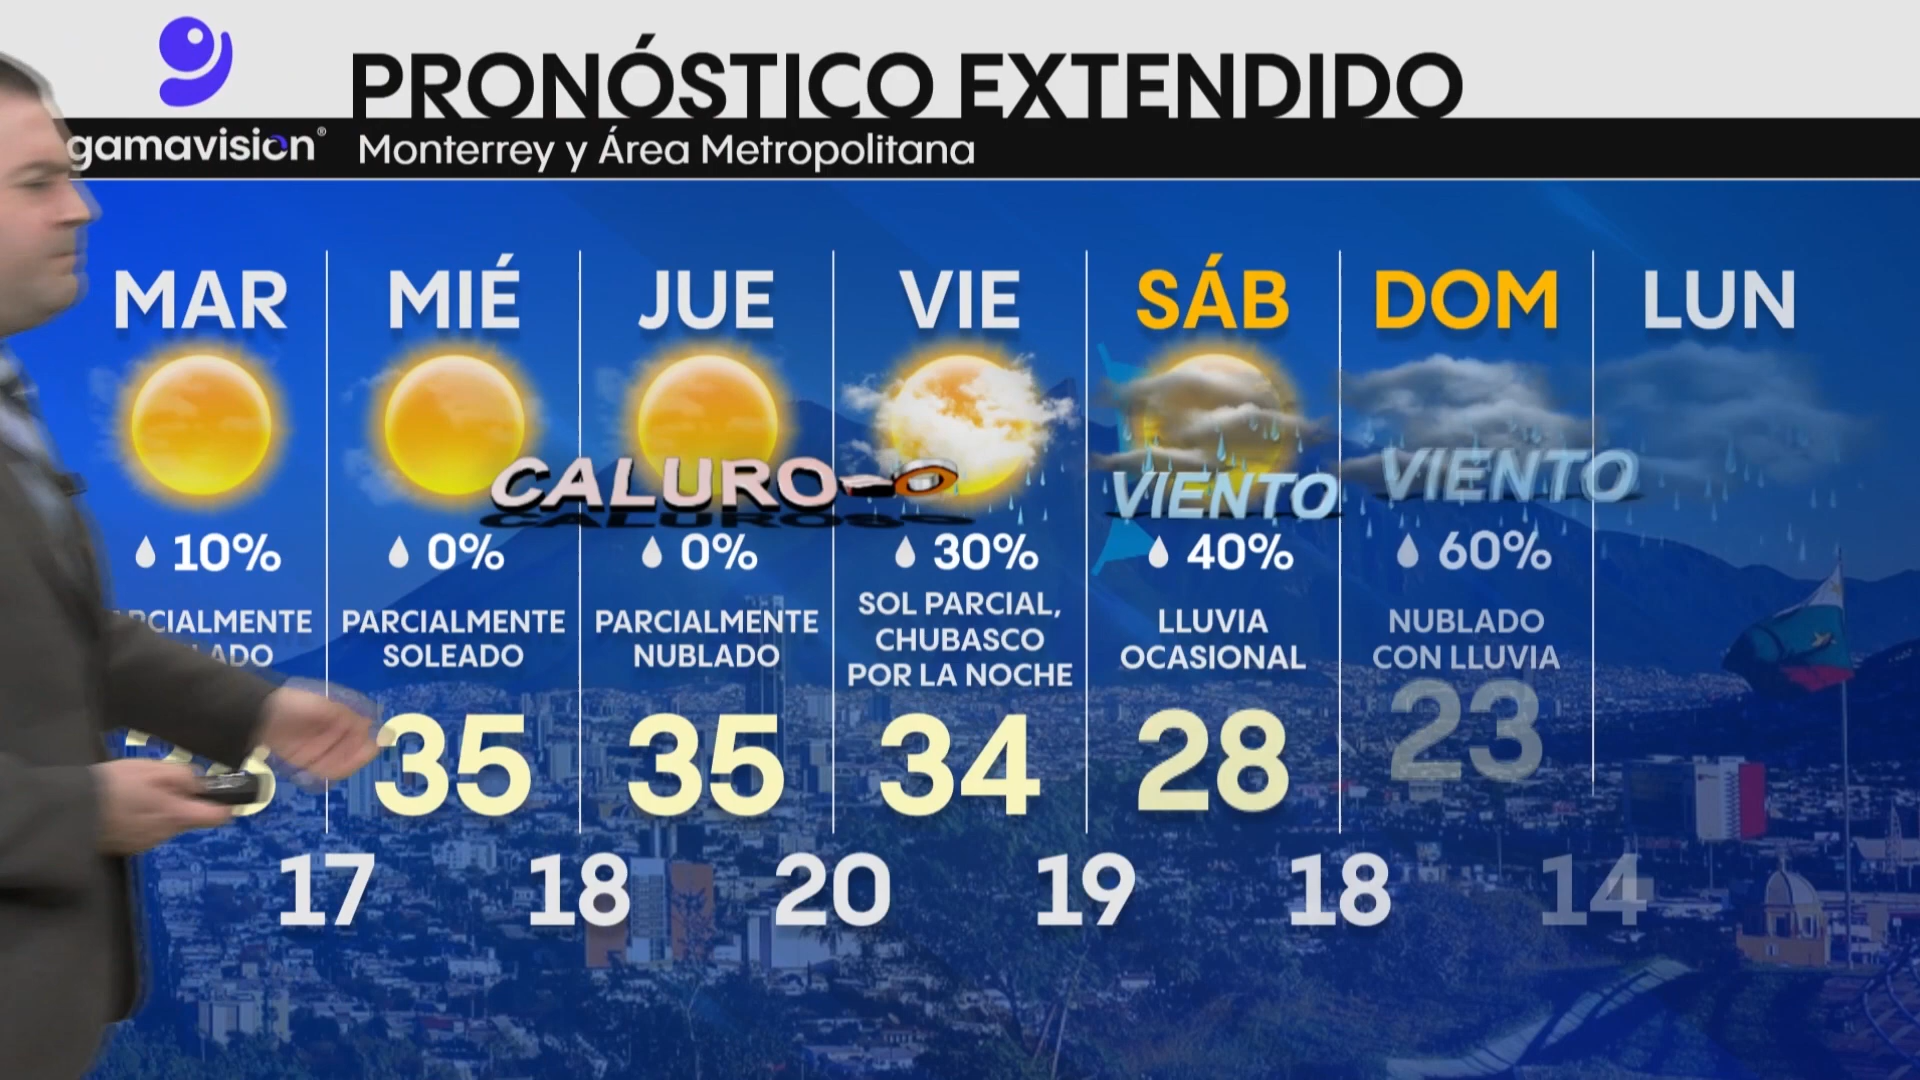 PRONÓSTICO EXTENDIDO
gamavision®
Monterrey y Área Metropolitana
MAR
MIÉ
JUE
VIE
SÁB
DOM
LUN
VIENTO
VIENTO
10%
0%
0%
30%
40%
60%
PARCIALMENTE
SOLEADO
PARCIALMENTE
NUBLADO
SOL PARCIAL,
CHUBASCO
POR LA NOCHE
LLUVIA
OCASIONAL
NUBLADO
CON LLUVIA
35
35
34
28
23
17
18
20
19
18
14